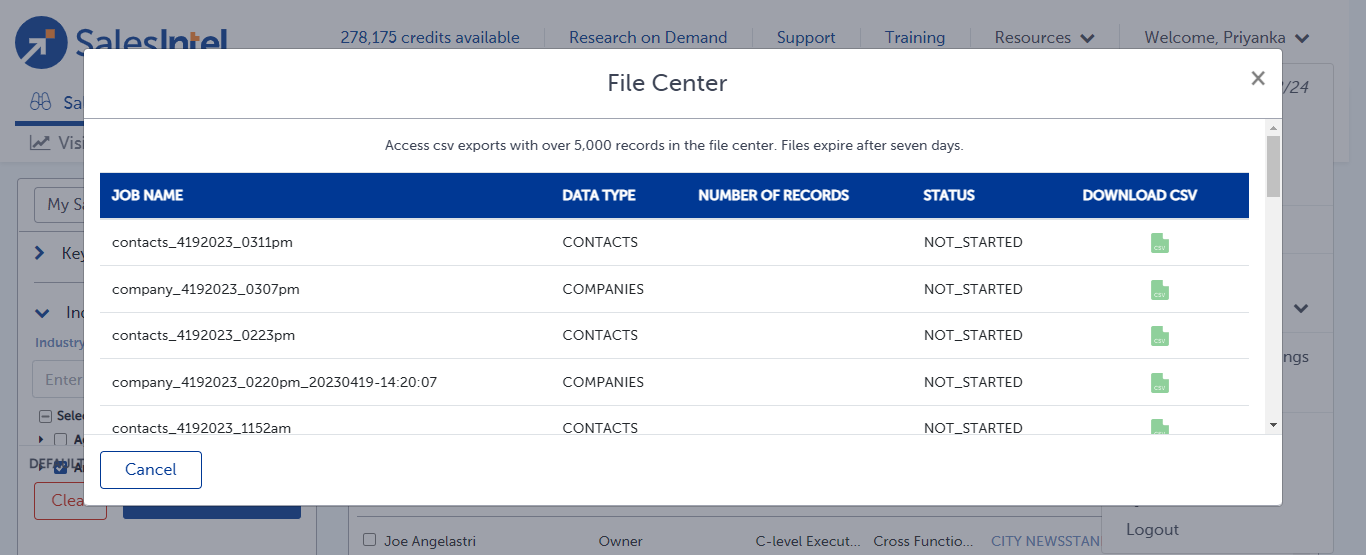 SalesIntel
278,175 credits available
Research on Demand
Support
Training
Resources
Welcome, Priyanka
File Center
/24
Access csv exports with over 5,000 records in the file center. Files expire after seven days.
JOB NAME DATA TYPE NUMBER OF RECORDS STATUS DOWNLOAD CSV
contacts_4192023_0311pm CONTACTS NOT_STARTED CSV
company_4192023_0307pm COMPANIES NOT_STARTED CSV
contacts_4192023_0223pm CONTACTS NOT_STARTED CSV
company_4192023_0220pm_20230419-14:20:07 COMPANIES NOT_STARTED CSV
contacts_4192023_1152am CONTACTS NOT_STARTED CSV
Cancel
My Sa
Key
Ind
Industry
Enter
Selec
DEFAULT
Clea
ngs
Logout
Joe Angelastri Owner C-level Execut... Cross Functio... CITY NEWSSTAN